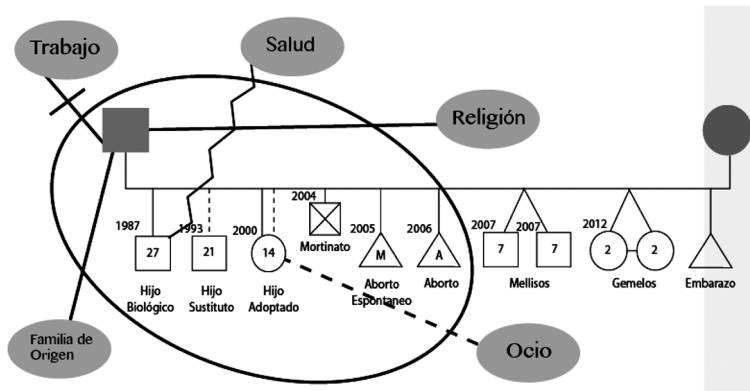 Trabajo
Salud
Religión
1987
1993
2000
2004
2005
2006
2007
2007
2012
27
21
14
M
A
7
7
2
2
Hijo
Biológico
Hijo
Sustituto
Hijo
Adoptado
Mortinato
Aborto
Espontaneo
Aborto
Mellisos
Gemelos
Embarazo
Familia de
Origen
Ocio